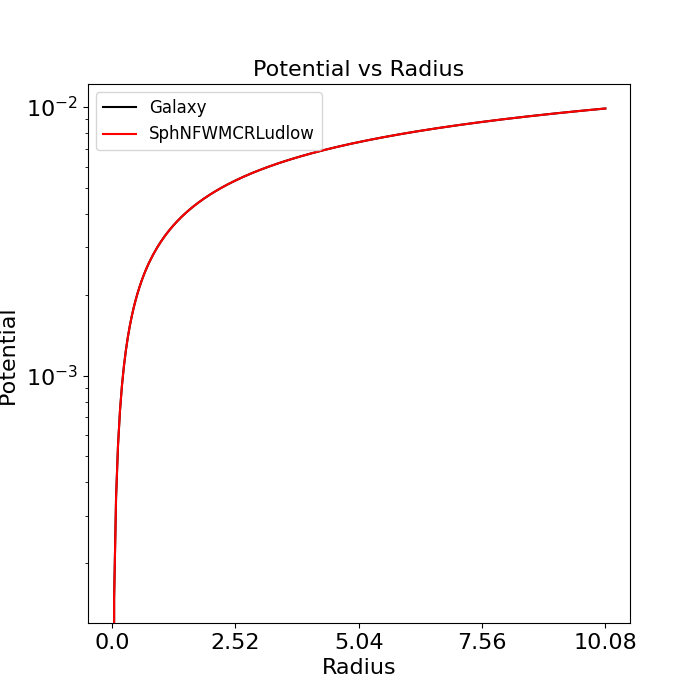 Potential vs Radius
Galaxy
SphNFWMCRLudlow
10⁻²
10⁻³
Potential
0.0 2.52 5.04 7.56 10.08
Radius